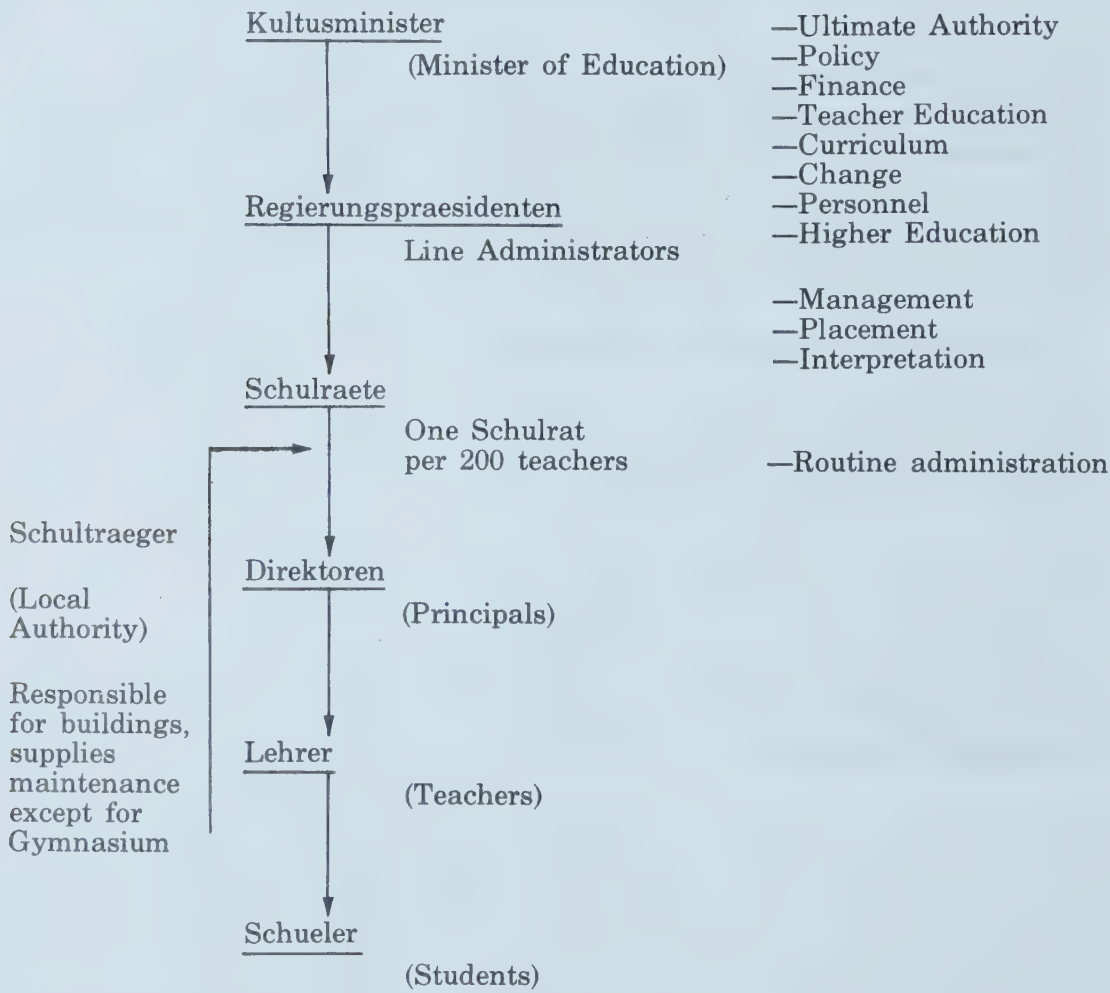 Kultusminister
(Minister of Education)
—Ultimate Authority
—Policy
—Finance
—Teacher Education
—Curriculum
—Change
—Personnel
—Higher Education
Regierungspraesidenten
Line Administrators
—Management
—Placement
—Interpretation
Schulraete
One Schulrat
per 200 teachers
—Routine administration
Schultraeger
(Local
Authority)
Responsible
for buildings,
supplies
maintenance
except for
Gymnasium
Direktoren
(Principals)
Lehrer
(Teachers)
Schueler
(Students)